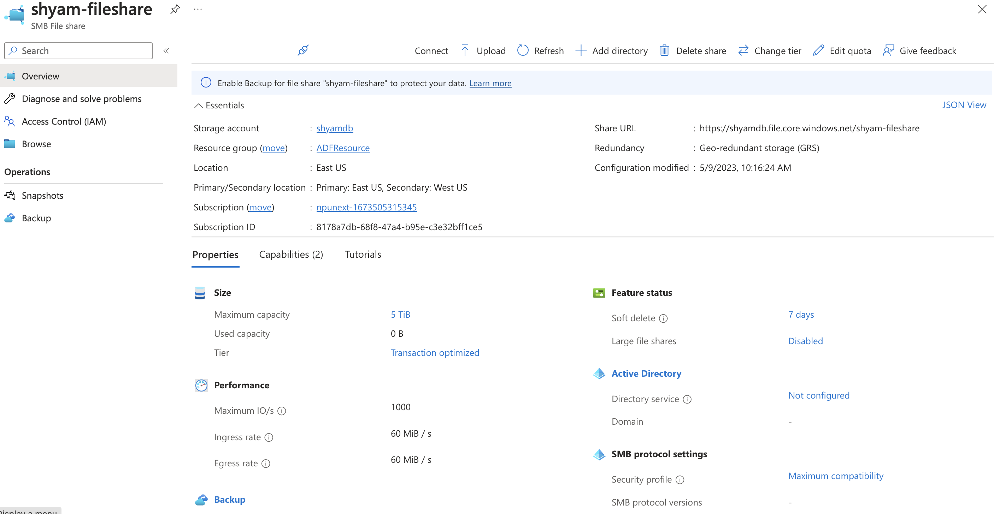 shyam-fileshare
...
SMB File share
Search
«
Connect Upload Refresh Add directory Delete share Change tier Edit quota Give feedback
Overview
Diagnose and solve problems
Access Control (IAM)
Browse
Operations
Snapshots
Backup
Enable Backup for file share "shyam-fileshare" to protect your data. Learn more
Essentials
JSON View
Storage account : shyamdb
Resource group (move) : ADFResource
Location : East US
Primary/Secondary location : Primary: East US, Secondary: West US
Subscription (move) : npunext-1673505315345
Subscription ID : 8178a7db-68f8-47a4-b95e-c3e32bff1ce5
Share URL : https://shyamdb.file.core.windows.net/shyam-fileshare
Redundancy : Geo-redundant storage (GRS)
Configuration modified : 5/9/2023, 10:16:24 AM
Properties Capabilities (2) Tutorials
Size
Maximum capacity 5 TiB
Used capacity 0 B
Tier Transaction optimized
Performance
Maximum IO/s 1000
Ingress rate 60 MiB / s
Egress rate 60 MiB / s
Backup
Feature status
Soft delete 7 days
Large file shares Disabled
Active Directory
Directory service Not configured
Domain -
SMB protocol settings
Security profile Maximum compatibility
SMB protocol versions -
Display a menu